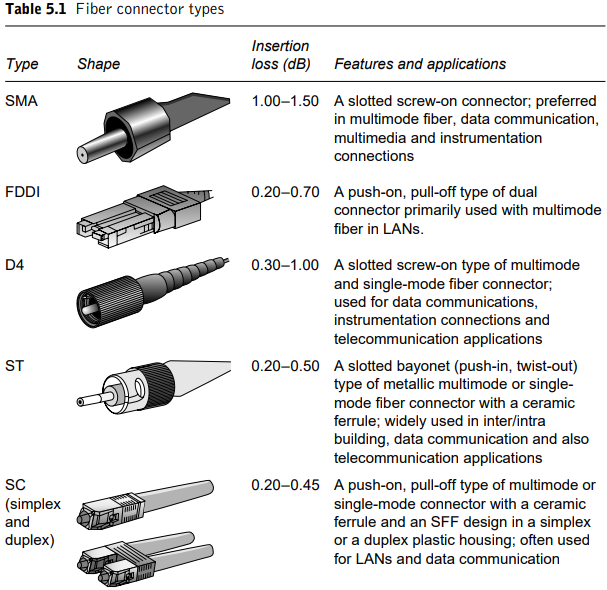 Table 5.1 Fiber connector types
Insertion
Type Shape loss (dB) Features and applications
SMA 1.00–1.50 A slotted screw-on connector; preferred
in multimode fiber, data communication,
multimedia and instrumentation
connections
FDDI 0.20–0.70 A push-on, pull-off type of dual
connector primarily used with multimode
fiber in LANs.
D4 0.30–1.00 A slotted screw-on type of multimode
and single-mode fiber connector;
used for data communications,
instrumentation connections and
telecommunication applications
ST 0.20–0.50 A slotted bayonet (push-in, twist-out)
type of metallic multimode or single-
mode fiber connector with a ceramic
ferrule; widely used in inter/intra
building, data communication and also
telecommunication applications
SC 0.20–0.45 A push-on, pull-off type of multimode or
(simplex single-mode connector with a ceramic
and ferrule and an SFF design in a simplex
duplex) or a duplex plastic housing; often used
for LANs and data communication